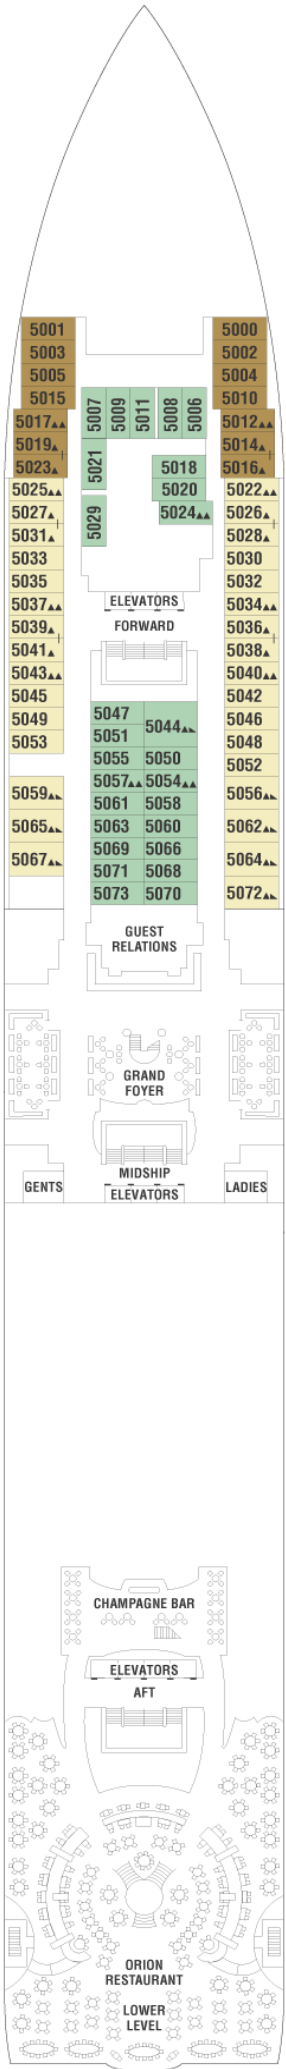 5001 5000
5003 5002
5005 5004
5015 5007 5009 5011 5008 5006 5010
5017▲▲ 5012▲▲
5019▲ 5014▲
5023▲ 5021 5018 5016▲
5025▲▲ 5020 5022▲▲
5027▲ 5029 5024▲▲ 5026▲
5031▲ 5028▲
5033 5030
5035 5032
5037▲▲ ELEVATORS 5034▲▲
5039▲ FORWARD 5036▲
5041▲ 5038▲
5043▲▲ 5040▲▲
5045 5042
5049 5047 5044▲◣ 5046
5053 5051 5048
5055 5050 5052
5059▲◣ 5057▲▲ 5054▲▲ 5056▲◣
5061 5058
5065▲◣ 5063 5060 5062▲◣
5067▲◣ 5069 5066 5064▲◣
5071 5068
5073 5070 5072▲◣
GUEST
RELATIONS
GRAND
FOYER
MIDSHIP
GENTS ELEVATORS LADIES
CHAMPAGNE BAR
ELEVATORS
AFT
ORION
RESTAURANT
LOWER
LEVEL